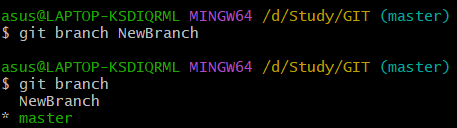 asus@LAPTOP-KSDIQRML MINGW64 /d/Study/GIT (master)
$ git branch NewBranch
asus@LAPTOP-KSDIQRML MINGW64 /d/Study/GIT (master)
$ git branch
  NewBranch
* master